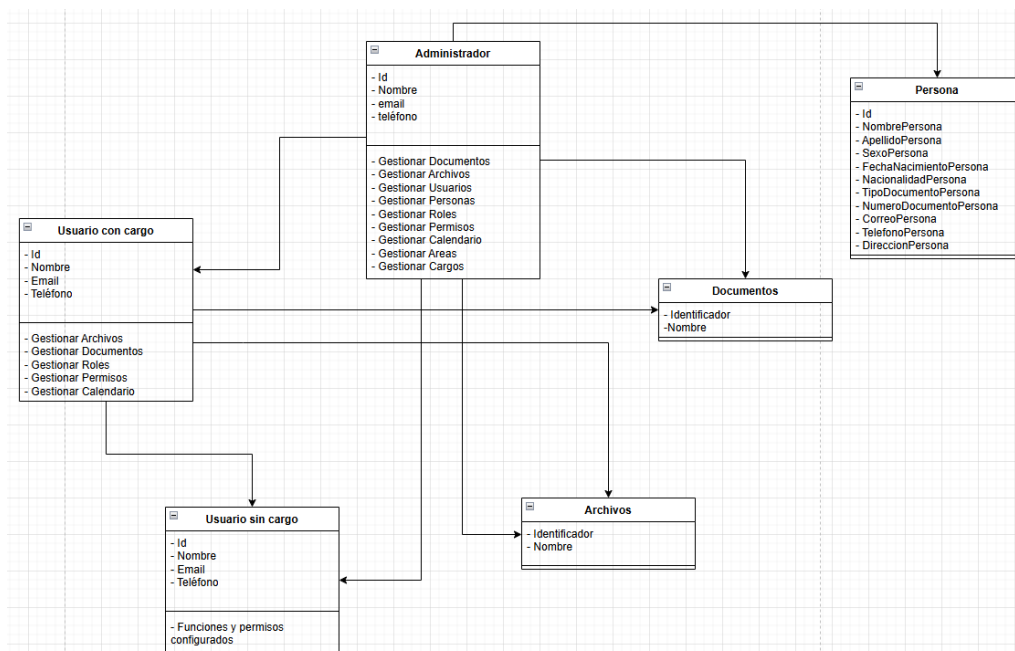 Administrador
- Id
- Nombre
- email
- teléfono
- Gestionar Documentos
- Gestionar Archivos
- Gestionar Usuarios
- Gestionar Personas
- Gestionar Roles
- Gestionar Permisos
- Gestionar Calendario
- Gestionar Areas
- Gestionar Cargos
Persona
- Id
- NombrePersona
- ApellidoPersona
- SexoPersona
- FechaNacimientoPersona
- NacionalidadPersona
- TipoDocumentoPersona
- NumeroDocumentoPersona
- CorreoPersona
- TelefonoPersona
- DireccionPersona
Usuario con cargo
- Id
- Nombre
- Email
- Teléfono
- Gestionar Archivos
- Gestionar Documentos
- Gestionar Roles
- Gestionar Permisos
- Gestionar Calendario
Documentos
- Identificador
-Nombre
Archivos
- Identificador
- Nombre
Usuario sin cargo
- Id
- Nombre
- Email
- Teléfono
- Funciones y permisos
configurados